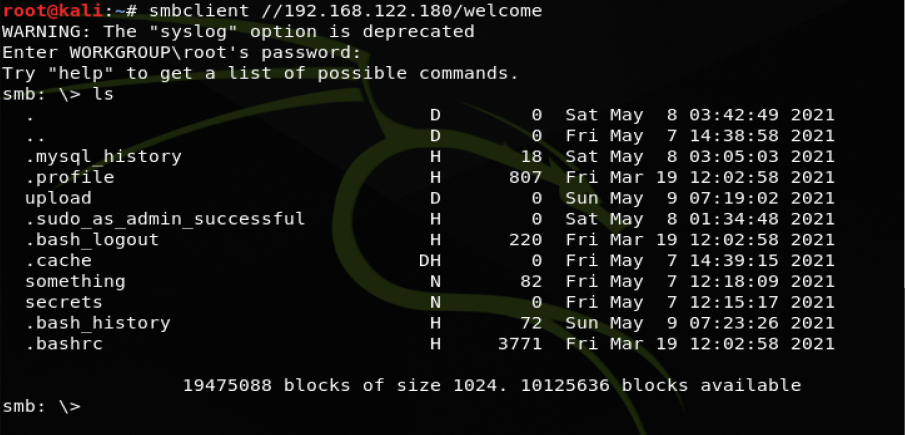 root@kali:~# smbclient //192.168.122.180/welcome
WARNING: The "syslog" option is deprecated
Enter WORKGROUP\root's password:
Try "help" to get a list of possible commands.
smb: \> ls
  .                                   D        0  Sat May  8 03:42:49 2021
  ..                                  D        0  Fri May  7 14:38:58 2021
  .mysql_history                      H       18  Sat May  8 03:05:03 2021
  .profile                            H      807  Fri Mar 19 12:02:58 2021
  upload                              D        0  Sun May  9 07:19:02 2021
  .sudo_as_admin_successful           H        0  Sat May  8 01:34:48 2021
  .bash_logout                        H      220  Fri Mar 19 12:02:58 2021
  .cache                             DH        0  Fri May  7 14:39:15 2021
  something                           N       82  Fri May  7 12:18:09 2021
  secrets                             N        0  Fri May  7 12:15:17 2021
  .bash_history                       H       72  Sun May  9 07:23:26 2021
  .bashrc                             H     3771  Fri Mar 19 12:02:58 2021
19475088 blocks of size 1024. 10125636 blocks available
smb: \>